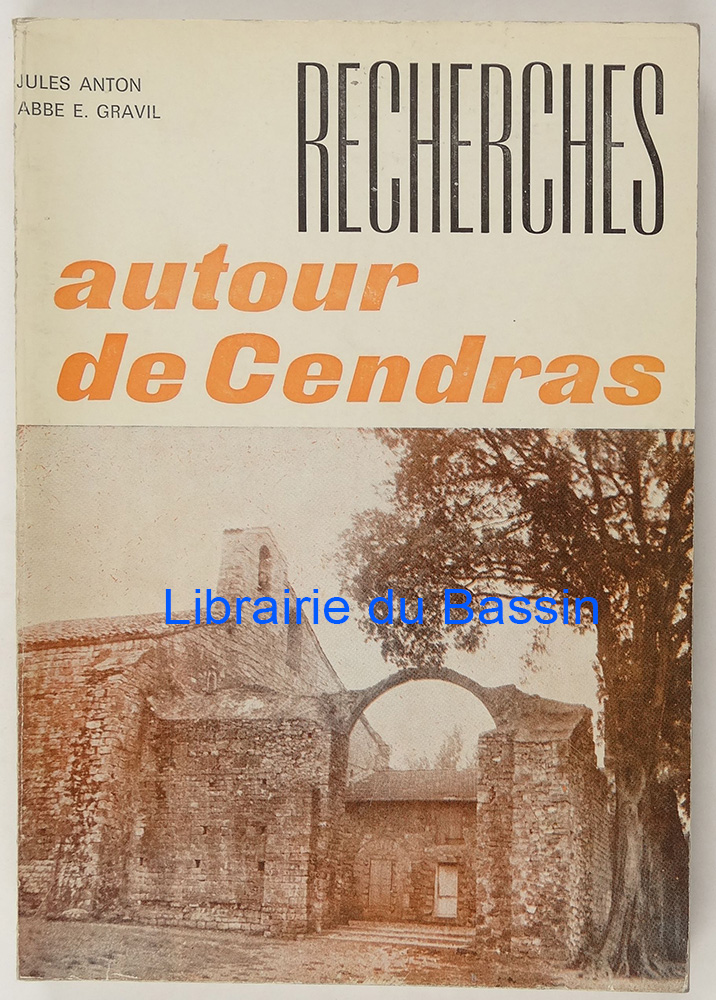 JULES ANTON
ABBE E. GRAVIL
RECHERCHES
autour
de Cendras
Librairie du Bassin